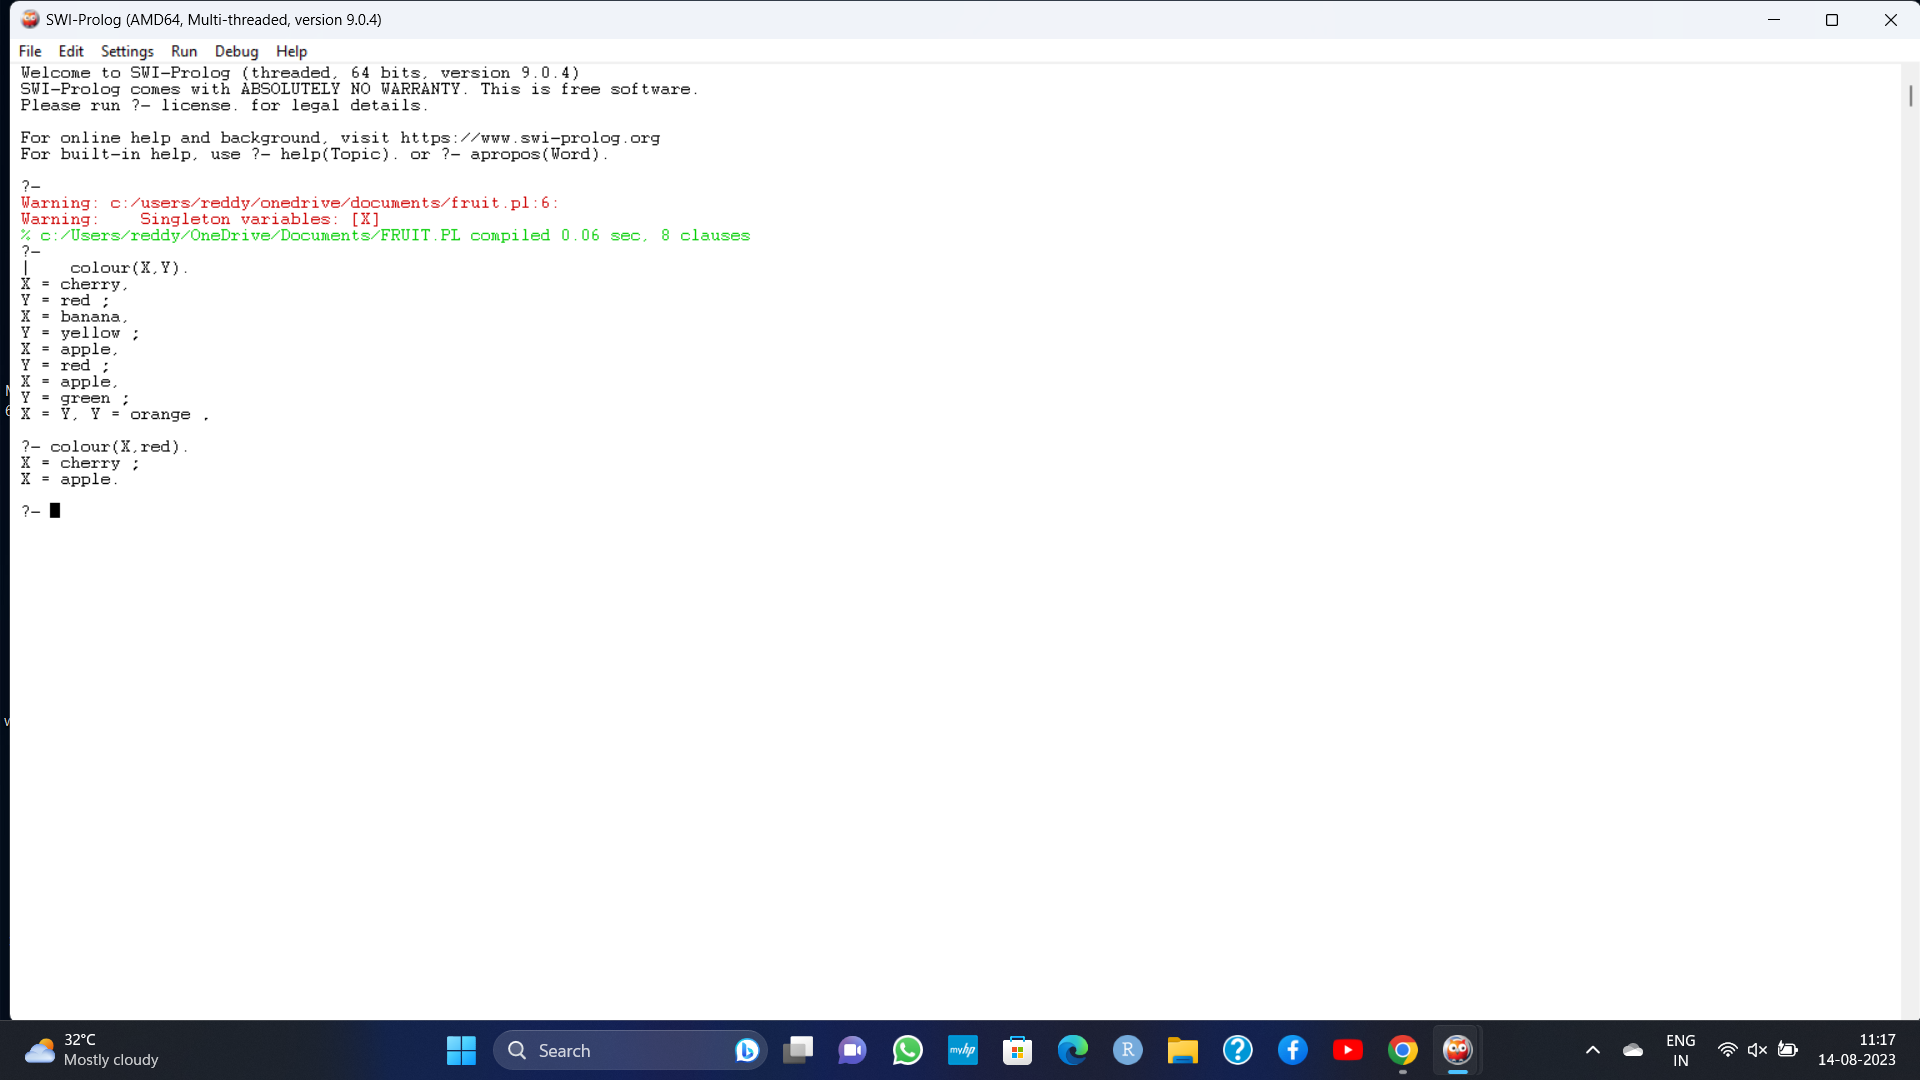 SWI-Prolog (AMD64, Multi-threaded, version 9.0.4)
File Edit Settings Run Debug Help
Welcome to SWI-Prolog (threaded, 64 bits, version 9.0.4)
SWI-Prolog comes with ABSOLUTELY NO WARRANTY. This is free software.
Please run ?- license. for legal details.
For online help and background, visit https://www.swi-prolog.org
For built-in help, use ?- help(Topic). or ?- apropos(Word).
?-
Warning: c:/users/reddy/onedrive/documents/fruit.pl:6:
Warning:    Singleton variables: [X]
% c:/Users/reddy/OneDrive/Documents/FRUIT.PL compiled 0.06 sec, 8 clauses
?-
|    colour(X,Y).
X = cherry,
Y = red ;
X = banana,
Y = yellow ;
X = apple,
Y = red ;
X = apple,
Y = green ;
X = Y, Y = orange .
?- colour(X,red).
X = cherry ;
X = apple.
?-
32°C
Mostly cloudy
Search
myhp
R
ENG
IN
11:17
14-08-2023